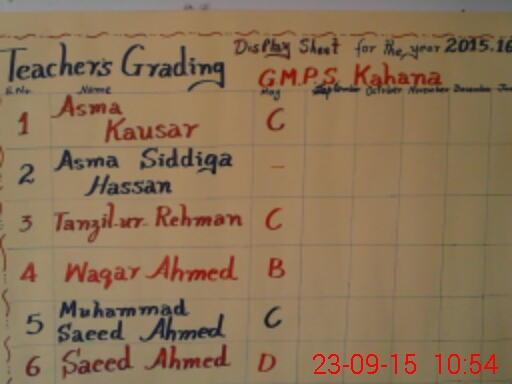 Display Sheet for the year 2015.16
Teachers Grading
G.M.P.S. Kahana
S.No Name May September October November December
1 Asma Kausar C
2 Asma Siddiqa Hassan –
3 Tanzil-ur-Rehman C
4 Waqar Ahmed B
5 Muhammad Saeed Ahmed C
6 Saeed Ahmed D
23-09-15 10:54